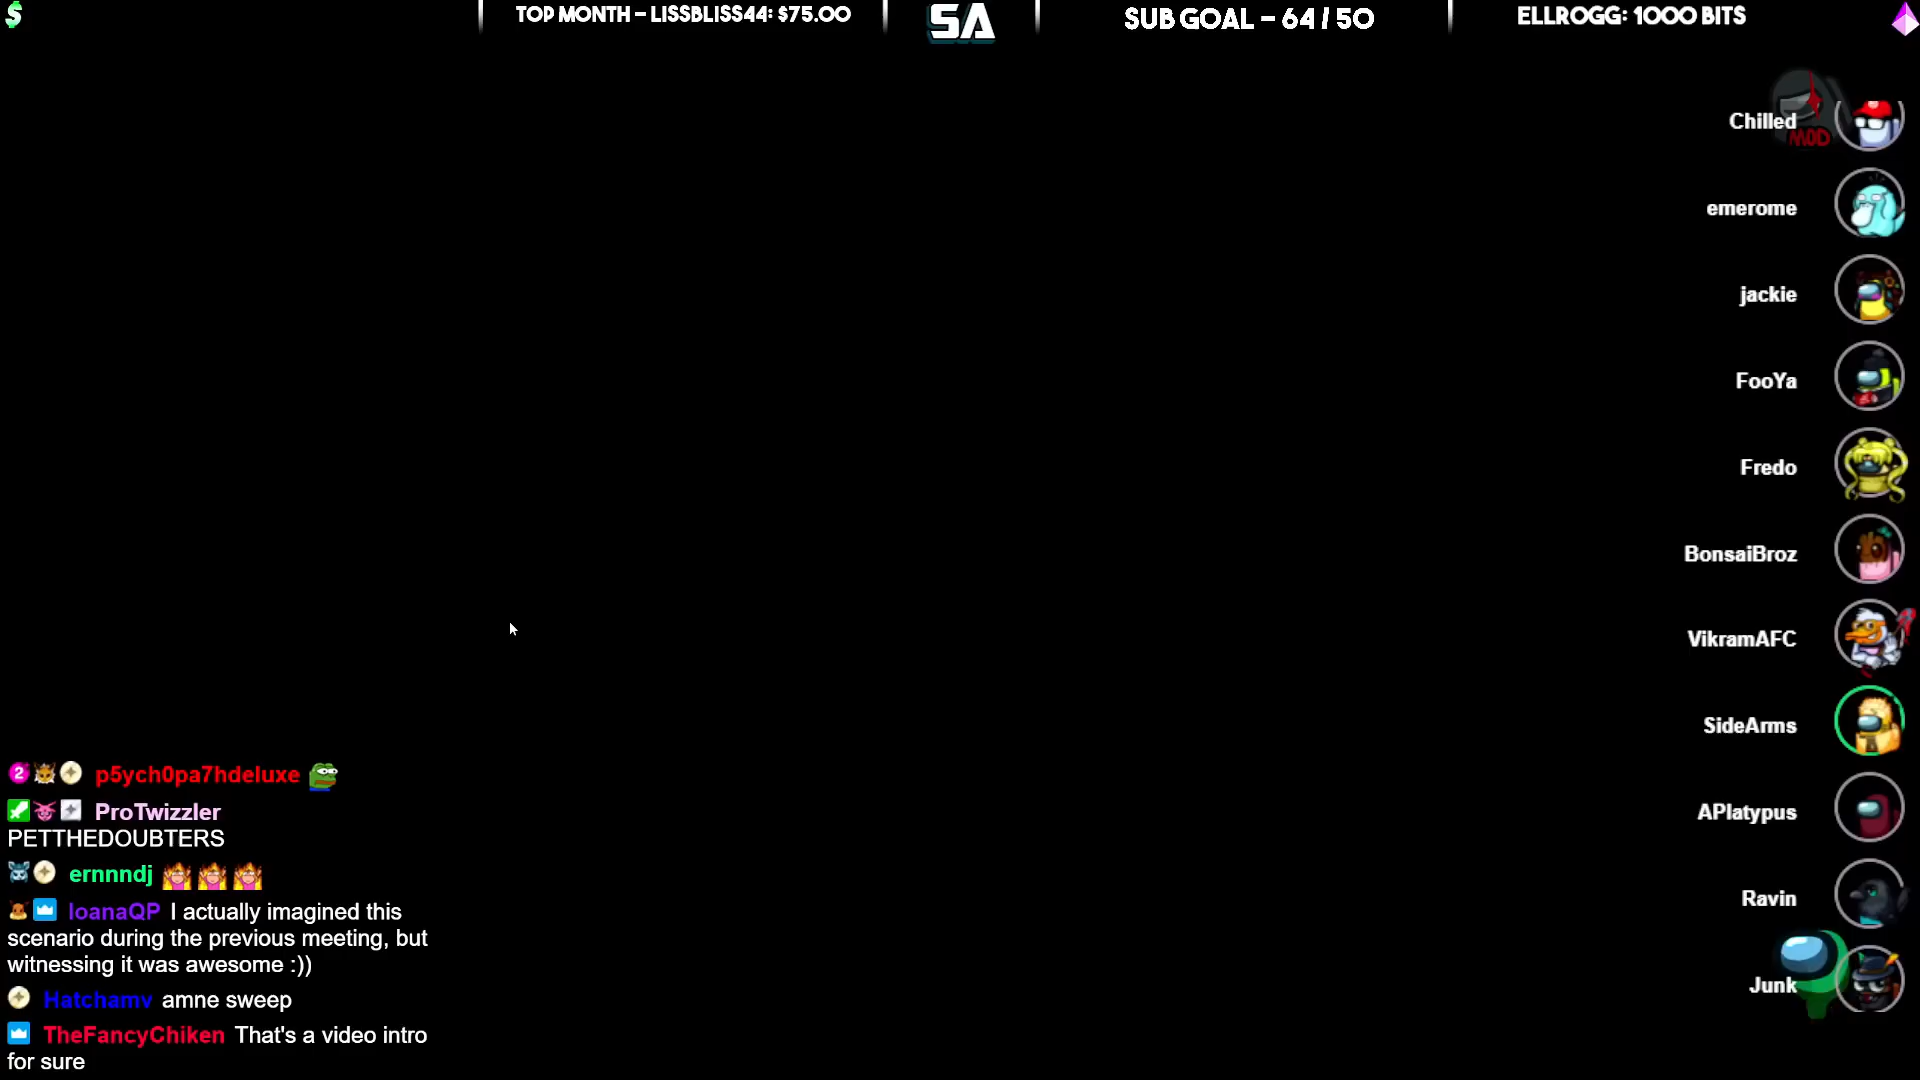 $
TOP MONTH - LISSBLISS44: $75.00
SA
SUB GOAL - 64 / 50
ELLROGG: 1000 BITS
MOD
Chilled
emerome
jackie
FooYa
Fredo
BonsaiBroz
VikramAFC
SideArms
APlatypus
Ravin
Junk
2 p5ych0pa7hdeluxe
ProTwizzler
PETTHEDOUBTERS
ernnndj
IoanaQP I actually imagined this
scenario during the previous meeting, but
witnessing it was awesome :))
Hatchamv amne sweep
TheFancyChiken That's a video intro
for sure